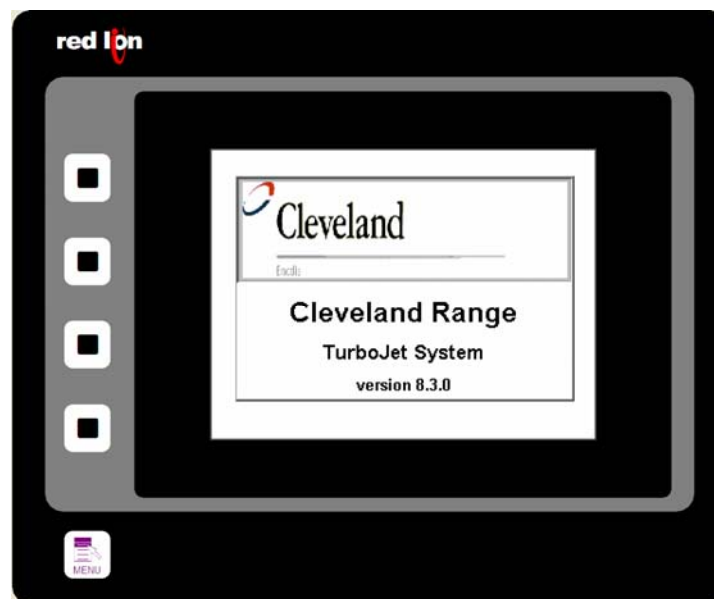 red lion
Cleveland
Cleveland Range
TurboJet System
version 8.3.0
MENU